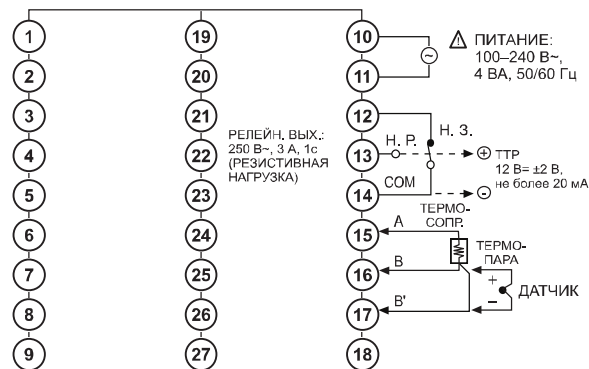 1 19 10
2 20 11
3 21 12
4 22 13
5 23 14
6 24 15
7 25 16
8 26 17
9 27 18
~
⚠ ПИТАНИЕ:
100–240 В~,
4 ВА, 50/60 Гц
РЕЛЕЙН. ВЫХ.:
250 В~, 3 А, 1с
(РЕЗИСТИВНАЯ
НАГРУЗКА)
Н. Р.
Н. З.
COM
+ ТТР
12 В= ±2 В,
не более 20 мА
-
ТЕРМО-
СОПР.
A
B
B'
ТЕРМО-
ПАРА
+
–
ДАТЧИК